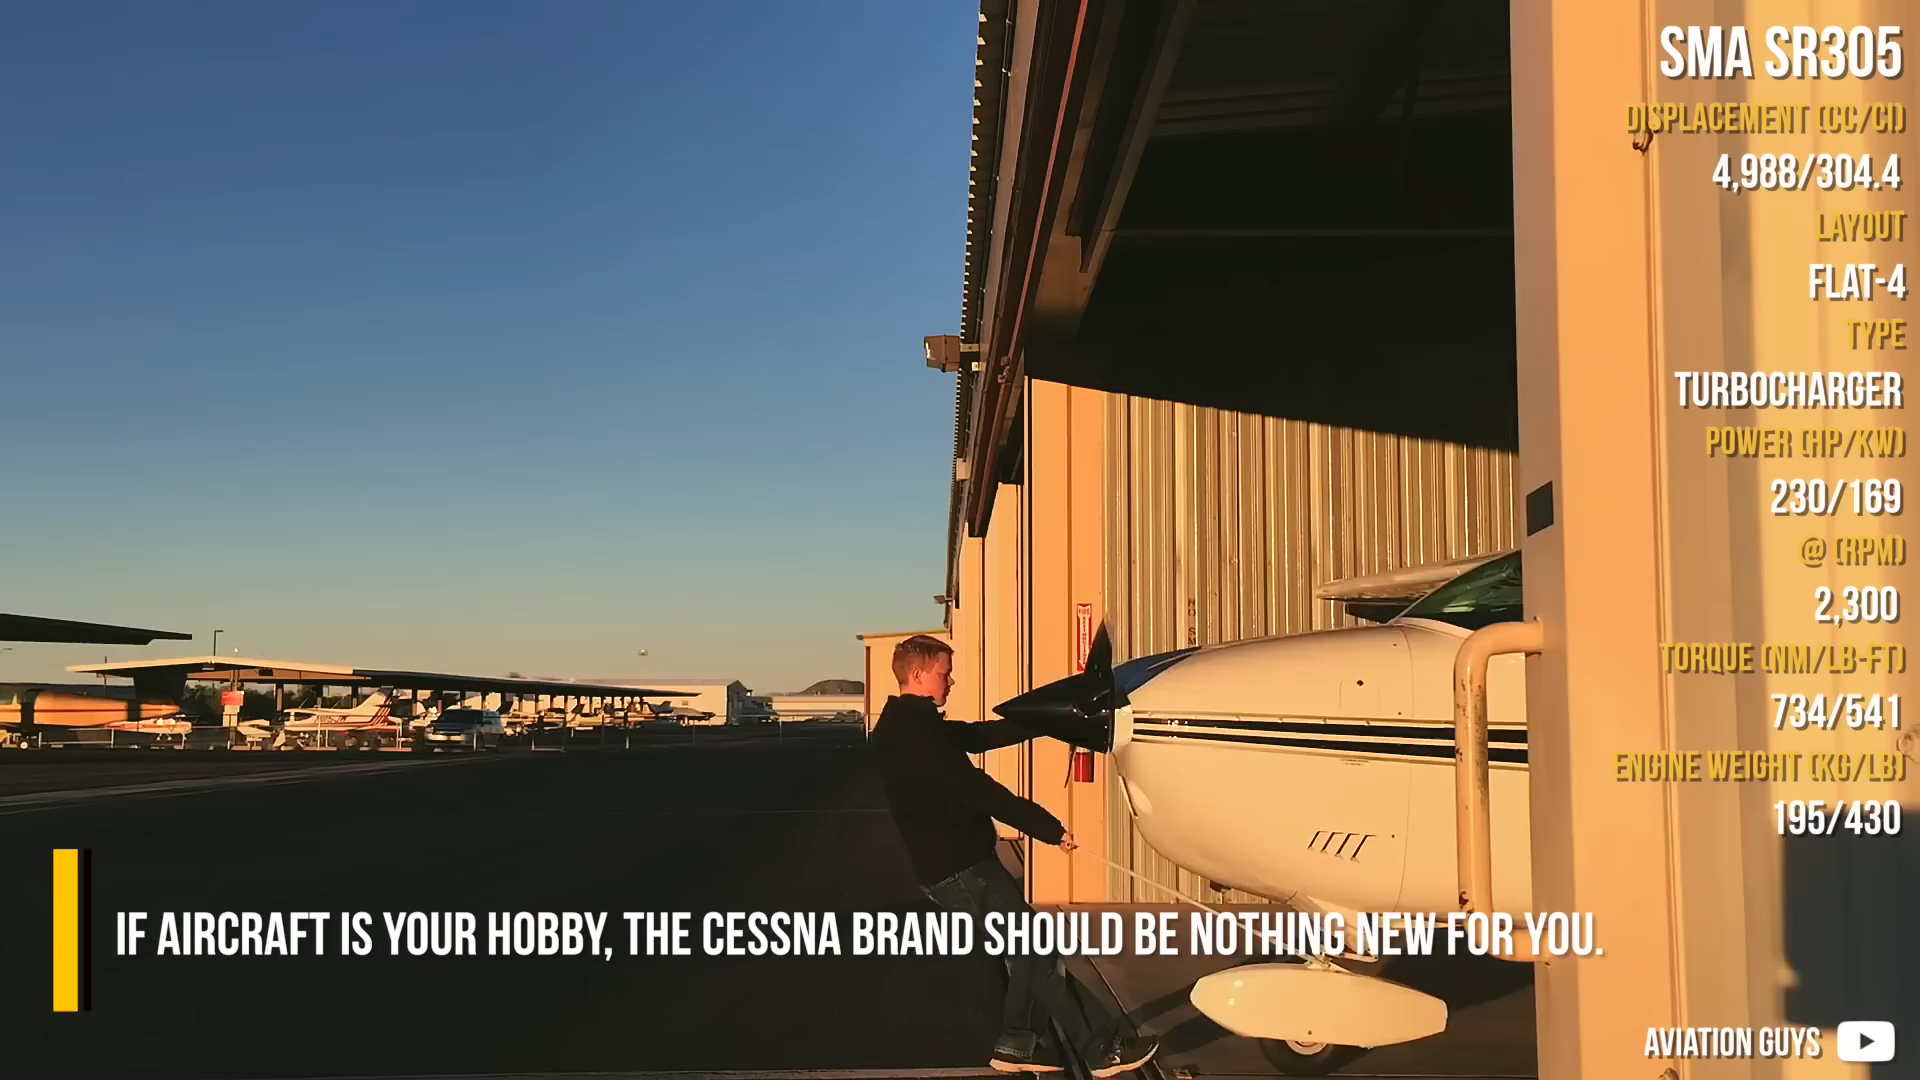 SMA SR305
DISPLACEMENT (CC/CI)
4,988/304.4
LAYOUT
FLAT-4
TYPE
TURBOCHARGER
POWER (HP/KW)
230/169
@ (RPM)
2,300
TORQUE (NM/LB-FT)
734/541
ENGINE WEIGHT (KG/LB)
195/430
IF AIRCRAFT IS YOUR HOBBY, THE CESSNA BRAND SHOULD BE NOTHING NEW FOR YOU.
AVIATION GUYS